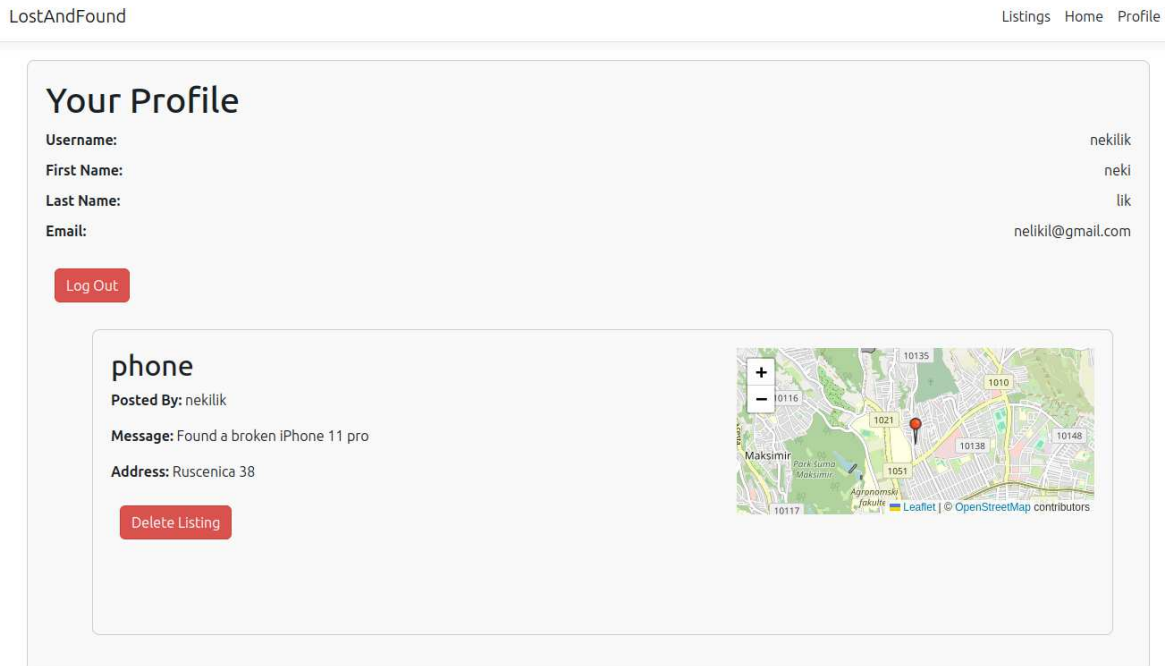 LostAndFound Listings Home Profile
Your Profile
Username: nekilik
First Name: neki
Last Name: lik
Email: nelikil@gmail.com
Log Out
phone
Posted By: nekilik
Message: Found a broken iPhone 11 pro
Address: Ruscenica 38
Delete Listing
+
−
10135
1010
10116
1021
10148
10138
Maksimir
Park Šuma
Maksimir
1051
Agronomski
fakulte
10117
Leaflet | © OpenStreetMap contributors